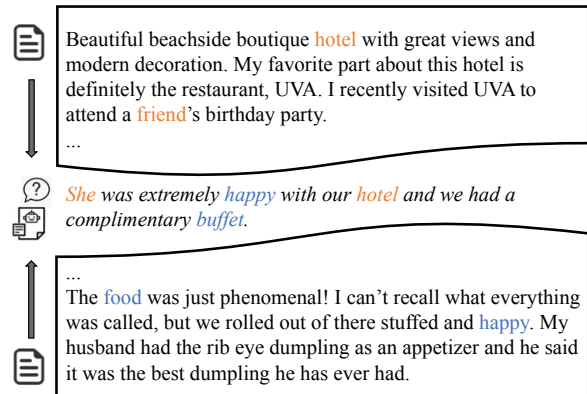 Beautiful beachside boutique hotel with great views and
modern decoration. My favorite part about this hotel is
definitely the restaurant, UVA. I recently visited UVA to
attend a friend's birthday party.
...
She was extremely happy with our hotel and we had a
complimentary buffet.
...
The food was just phenomenal! I can't recall what everything
was called, but we rolled out of there stuffed and happy. My
husband had the rib eye dumpling as an appetizer and he said
it was the best dumpling he has ever had.